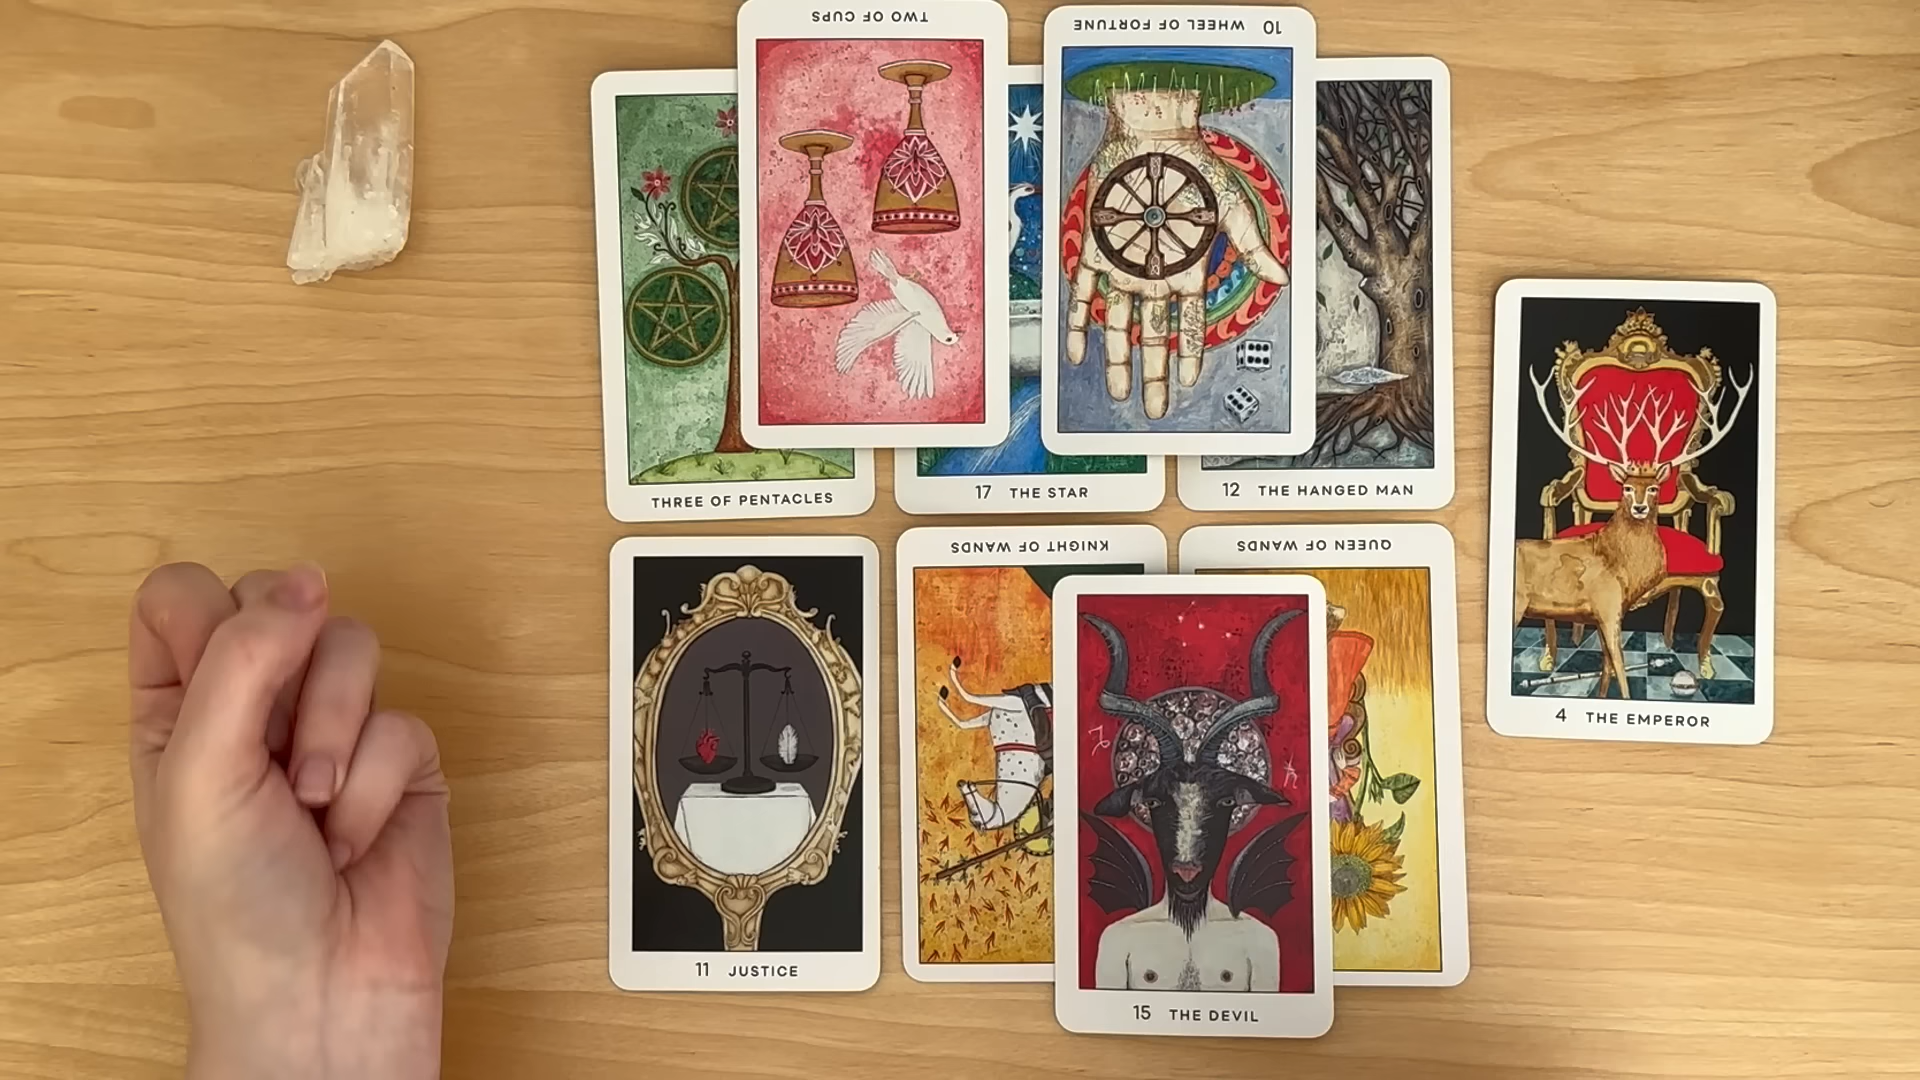 TWO OF CUPS
10 WHEEL OF FORTUNE
THREE OF PENTACLES
17 THE STAR
12 THE HANGED MAN
KNIGHT OF WANDS
QUEEN OF WANDS
4 THE EMPEROR
11 JUSTICE
15 THE DEVIL